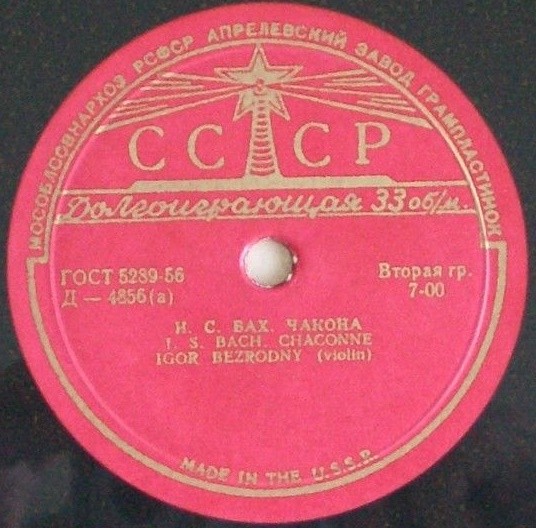 МОСОБЛСОВНАРХОЗ РСФСР АПРЕЛЕВСКИЙ ЗАВОД ГРАМПЛАСТИНОК
СССР
Долгоиграющая 33 об/м.
ГОСТ 5289-56
Д — 4856 (а)
Вторая гр.
7-00
И. С. БАХ. ЧАКОНА
J. S. BACH. CHACONNE
IGOR BEZRODNY (violin)
MADE IN THE U.S.S.R.